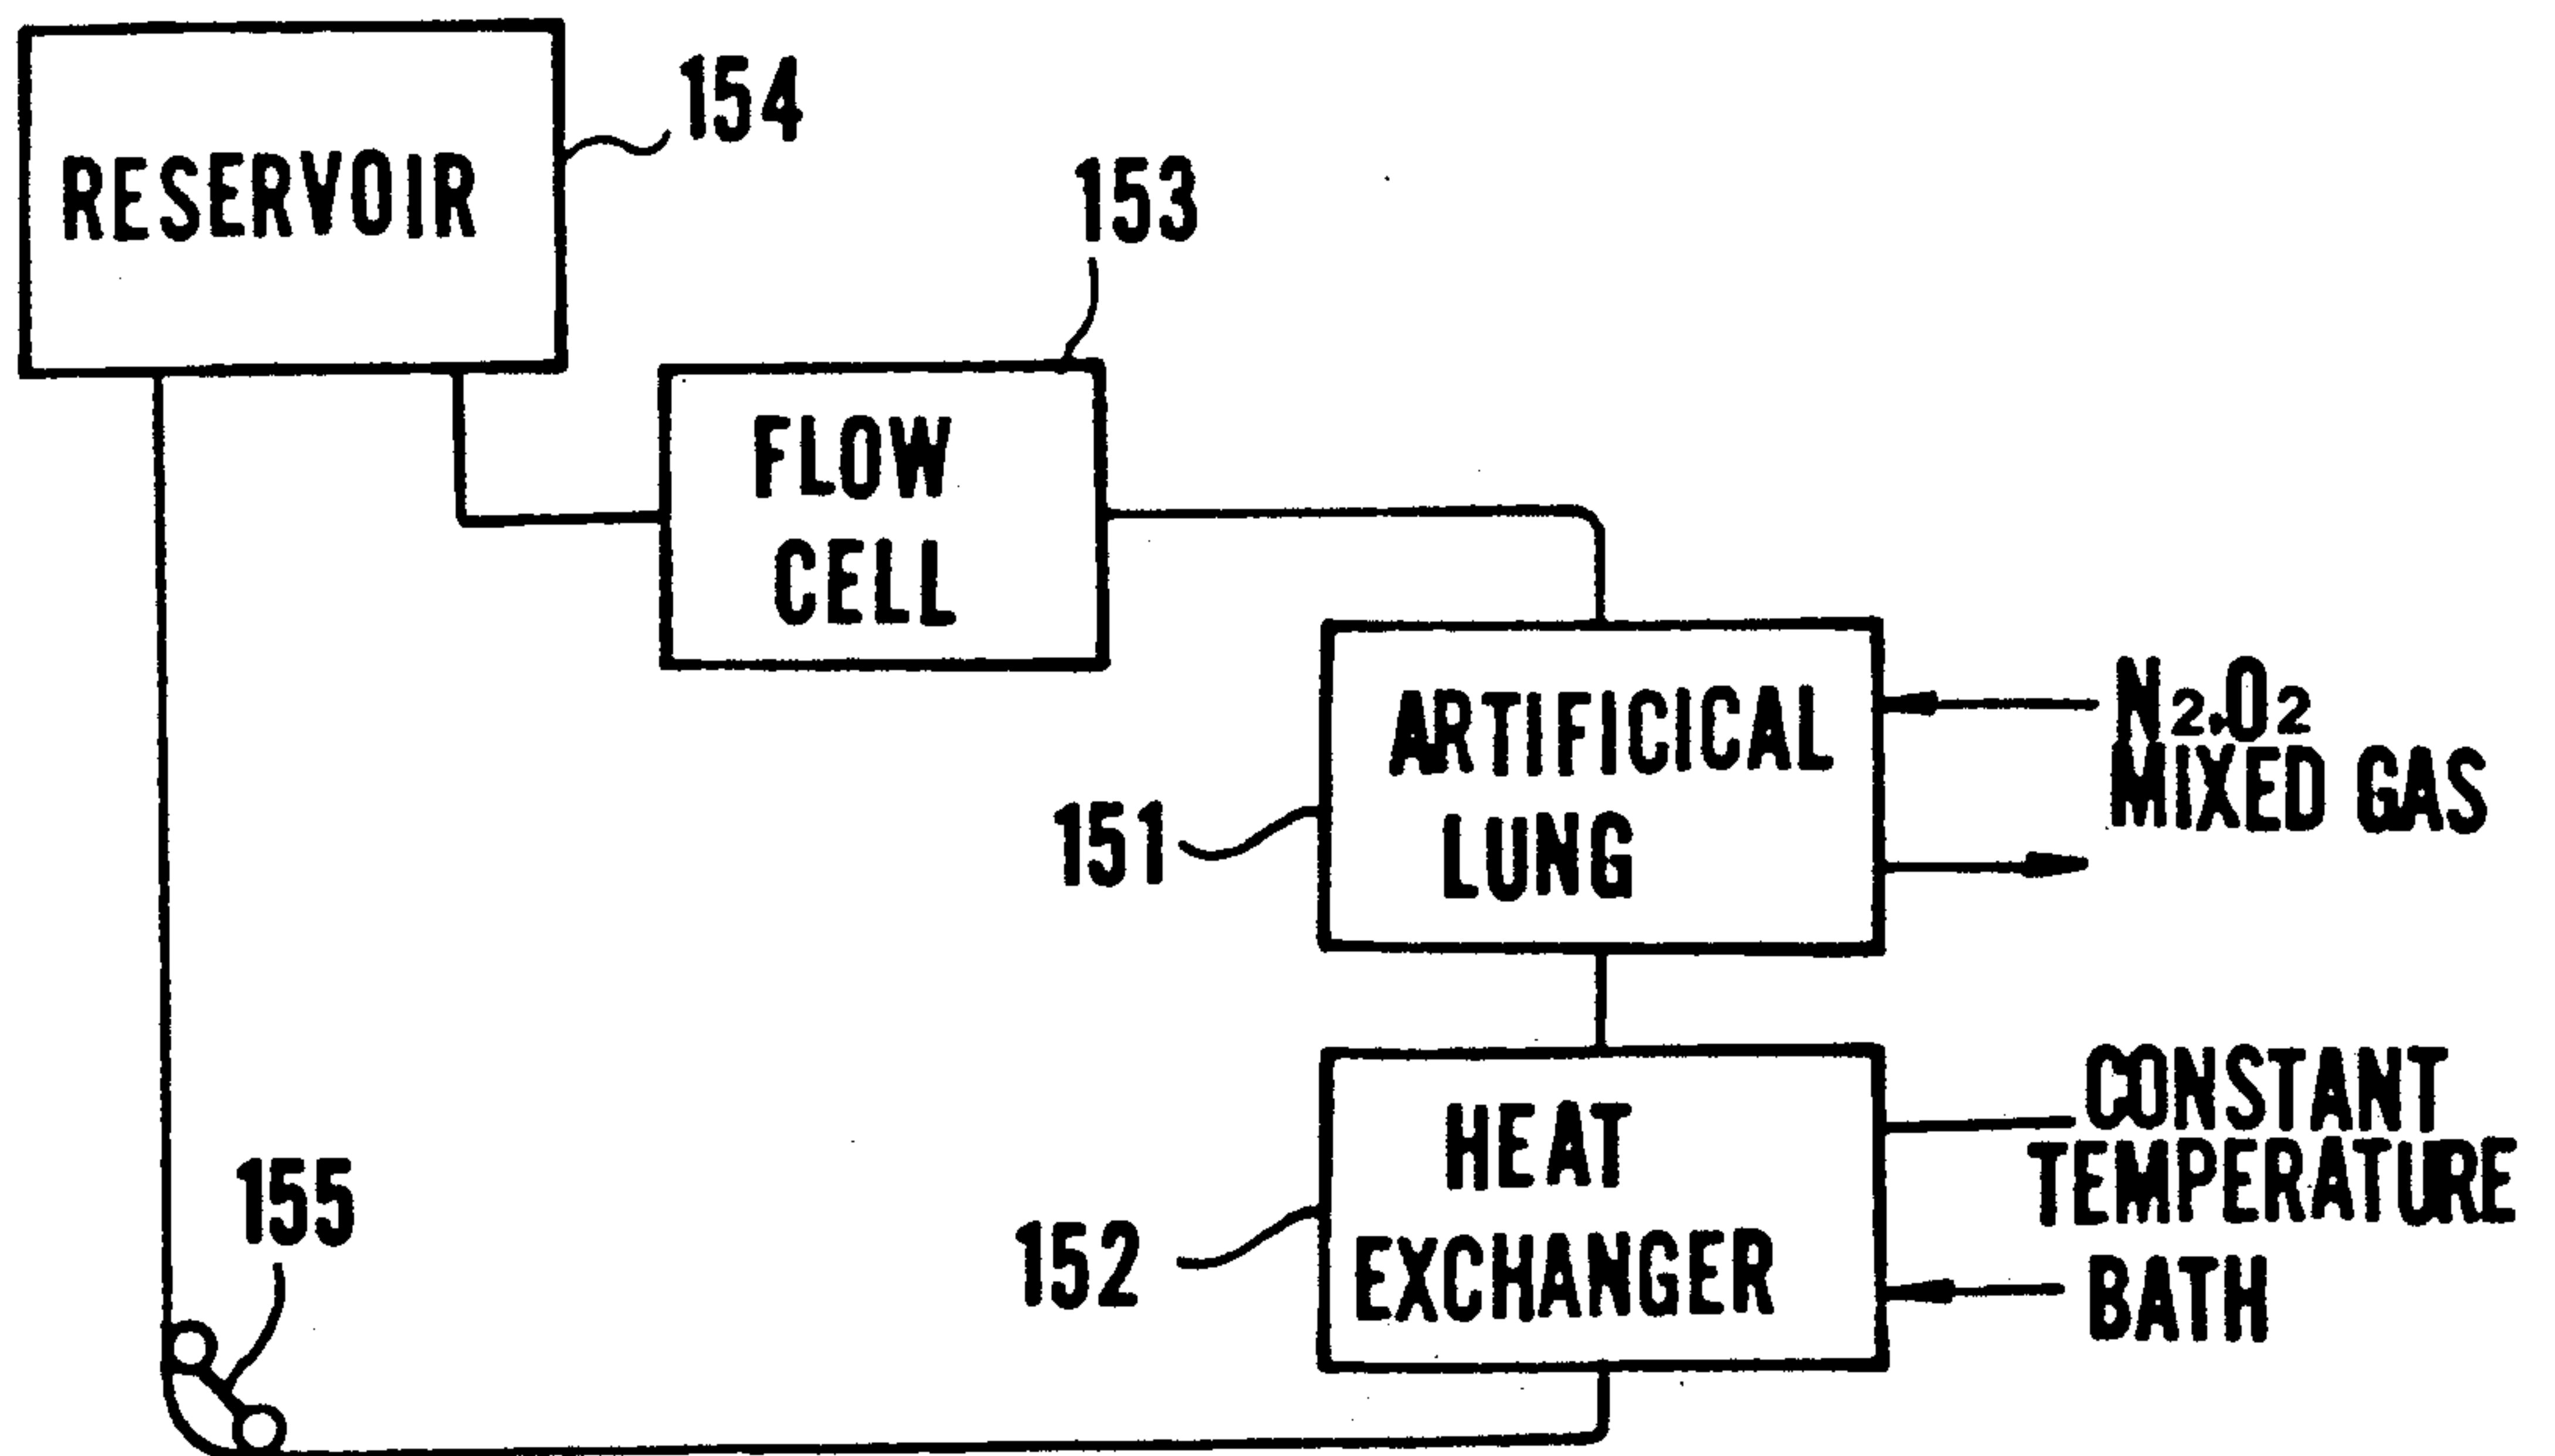 RESERVOIR
154
153
FLOW
CELL
ARTIFICICAL
LUNG
151
N2.O2
MIXED GAS
HEAT
EXCHANGER
152
CONSTANT
TEMPERATURE
BATH
155